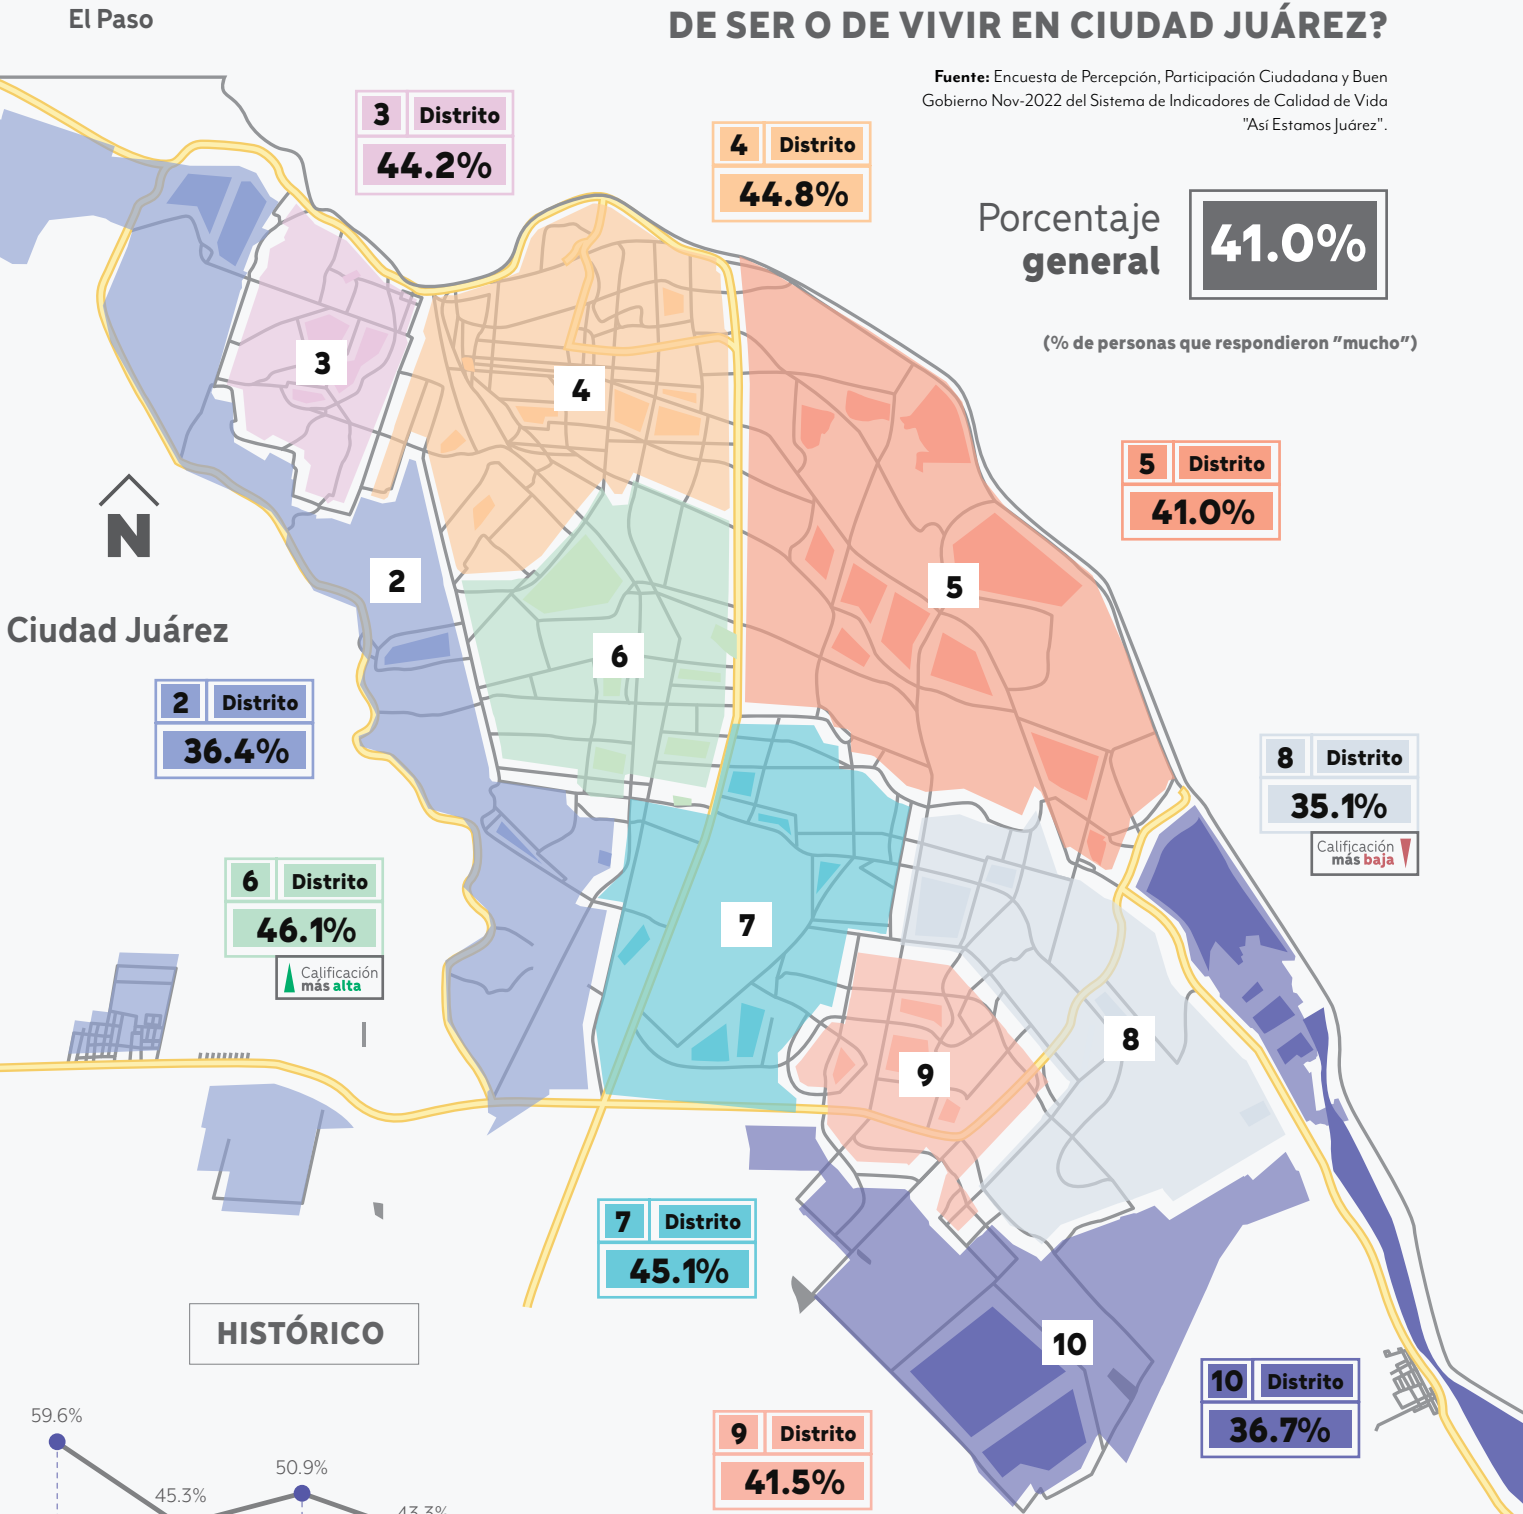 El Paso
DE SER O DE VIVIR EN CIUDAD JUÁREZ?
Fuente: Encuesta de Percepción, Participación Ciudadana y Buen
Gobierno Nov-2022 del Sistema de Indicadores de Calidad de Vida
"Así Estamos Juárez".
3 Distrito
44.2%
4 Distrito
44.8%
Porcentaje
general
41.0%
(% de personas que respondieron "mucho")
3
4
5 Distrito
41.0%
N
2
5
Ciudad Juárez
6
2 Distrito
36.4%
8 Distrito
35.1%
Calificación
más baja
6 Distrito
46.1%
Calificación
más alta
7
8
9
7 Distrito
45.1%
HISTÓRICO
10
10 Distrito
36.7%
9 Distrito
41.5%
59.6%
45.3%
50.9%
43.3%